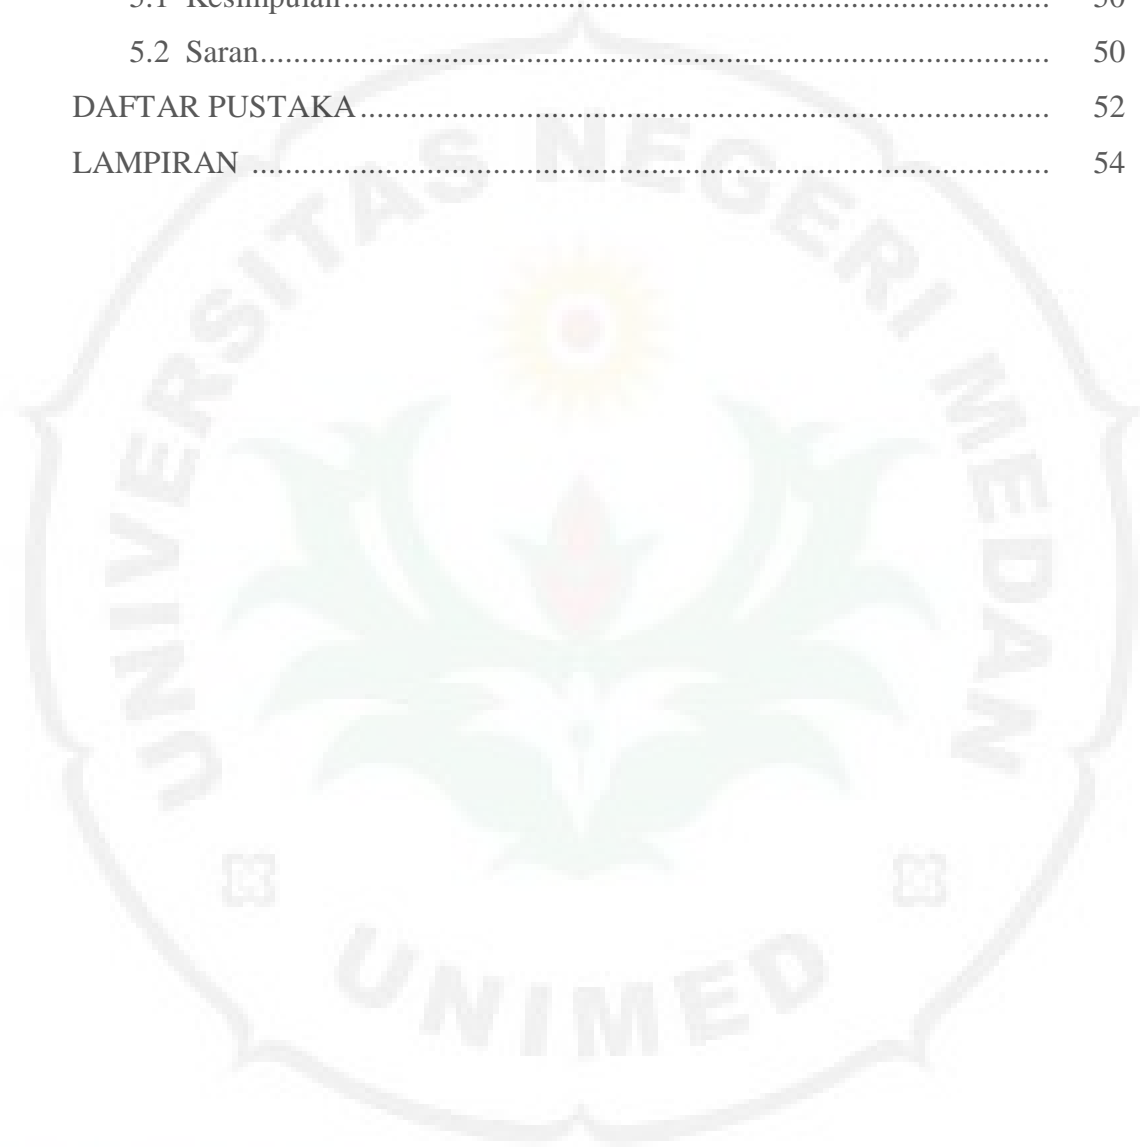 5.1 Kesimpulan........................................................................................ 50
5.2 Saran.................................................................................................. 50
DAFTAR PUSTAKA...................................................................................... 52
LAMPIRAN .................................................................................................. 54
UNIVERSITAS NEGERI MEDAN
UNIMED